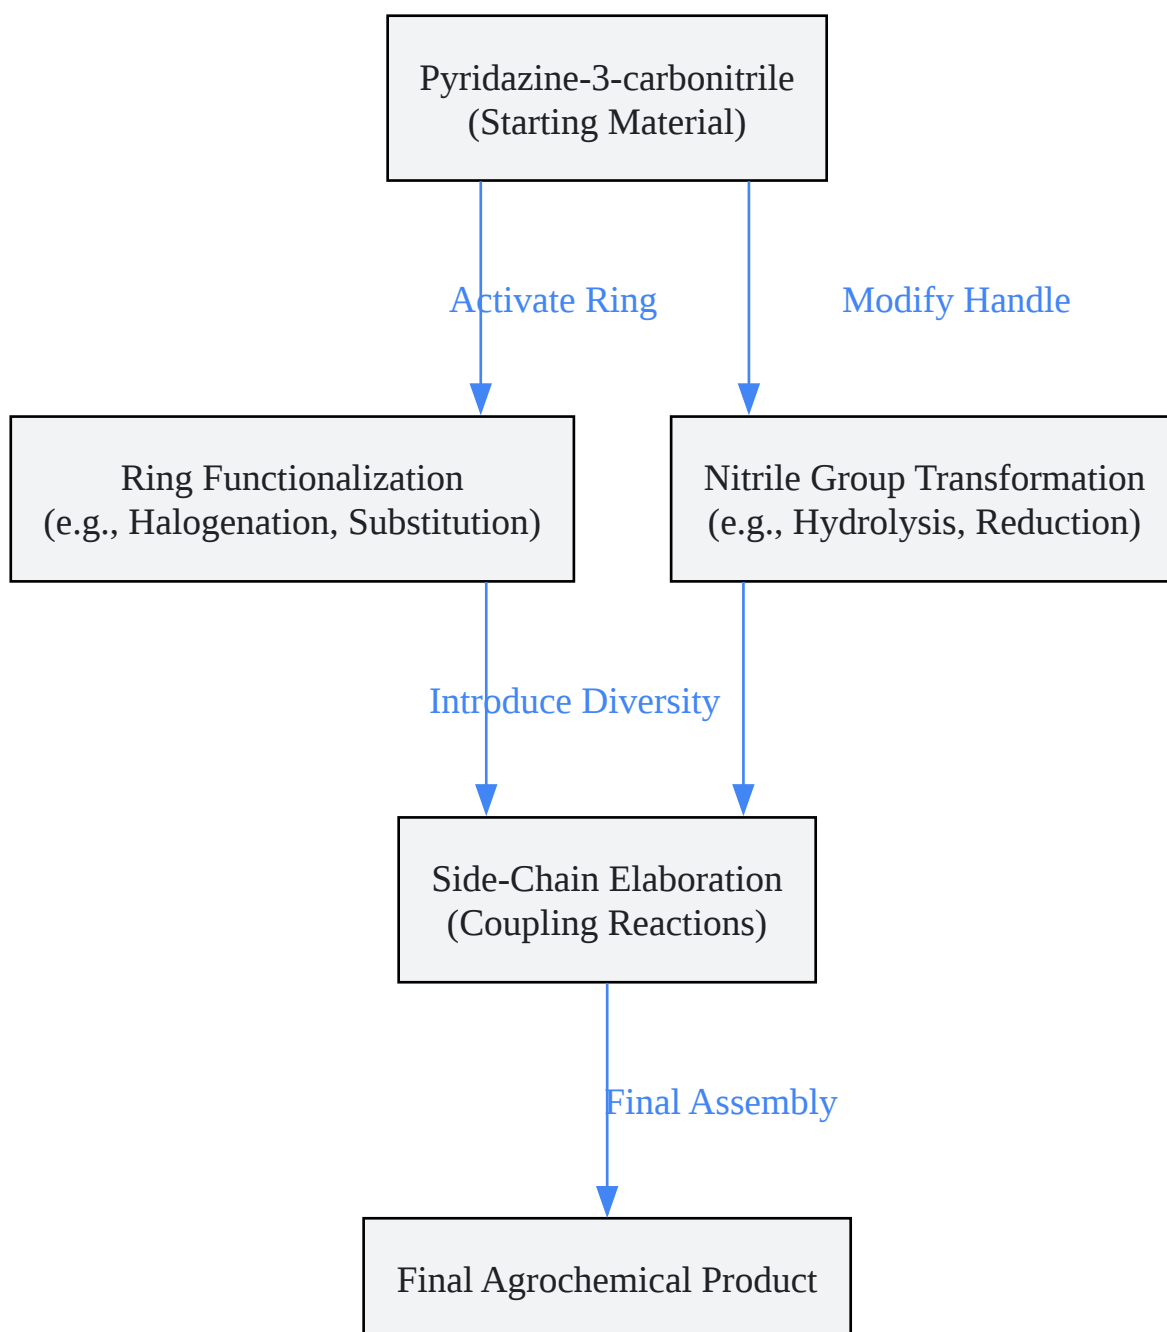 Pyridazine-3-carbonitrile
(Starting Material)
Activate Ring
Modify Handle
Ring Functionalization
(e.g., Halogenation, Substitution)
Nitrile Group Transformation
(e.g., Hydrolysis, Reduction)
Introduce Diversity
Side-Chain Elaboration
(Coupling Reactions)
Final Assembly
Final Agrochemical Product